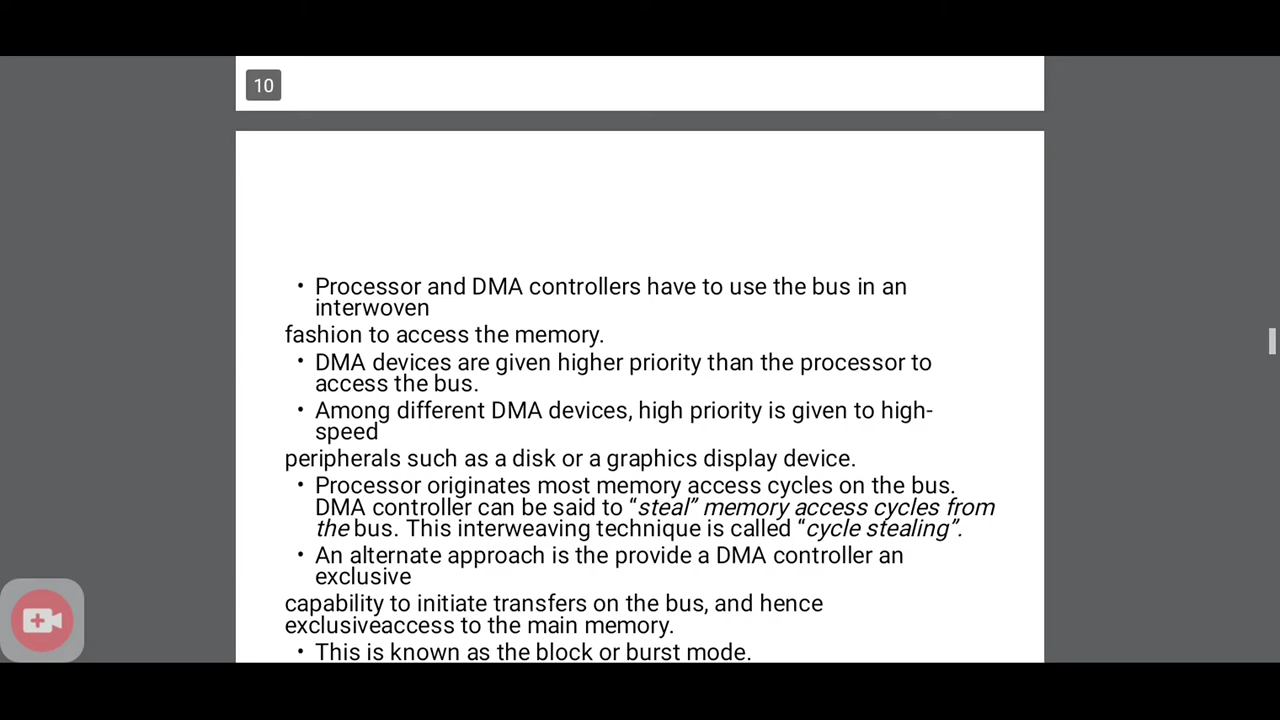 10
• Processor and DMA controllers have to use the bus in an
interwoven
fashion to access the memory.
• DMA devices are given higher priority than the processor to
access the bus.
• Among different DMA devices, high priority is given to high-
speed
peripherals such as a disk or a graphics display device.
• Processor originates most memory access cycles on the bus.
DMA controller can be said to “steal” memory access cycles from
the bus. This interweaving technique is called “cycle stealing”.
• An alternate approach is the provide a DMA controller an
exclusive
capability to initiate transfers on the bus, and hence
exclusiveaccess to the main memory.
• This is known as the block or burst mode.